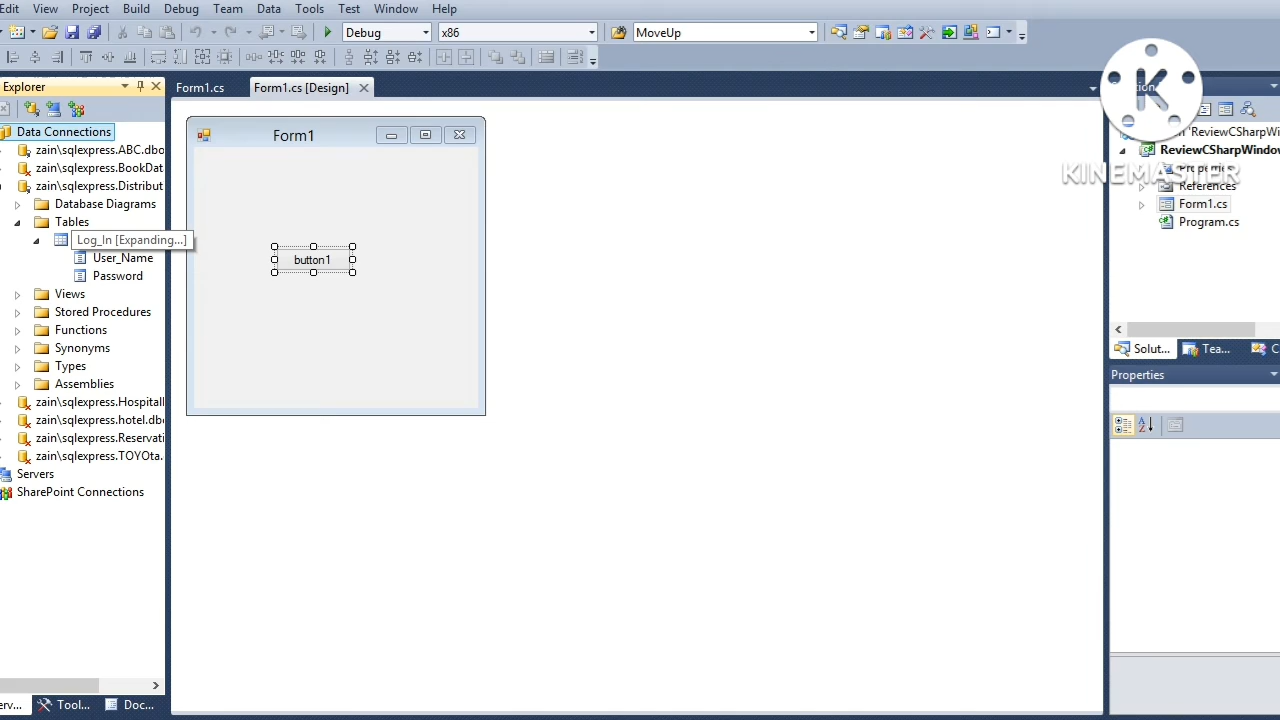 Edit View Project Build Debug Team Data Tools Test Window Help
Debug x86 MoveUp
Explorer
Form1.cs Form1.cs [Design]
Data Connections
zain\sqlexpress.ABC.dbo
zain\sqlexpress.BookDat
zain\sqlexpress.Distribut
Database Diagrams
Tables
Log_In [Expanding...]
User_Name
Password
Views
Stored Procedures
Functions
Synonyms
Types
Assemblies
zain\sqlexpress.Hospitall
zain\sqlexpress.hotel.dbc
zain\sqlexpress.Reservati
zain\sqlexpress.TOYOta.
Servers
SharePoint Connections
Tool... Doc...
Form1
button1
K
KINEMASTER
'ReviewCSharpWi
ReviewCSharpWindow
Properties
References
Form1.cs
Program.cs
Solut... Tea... C
Properties